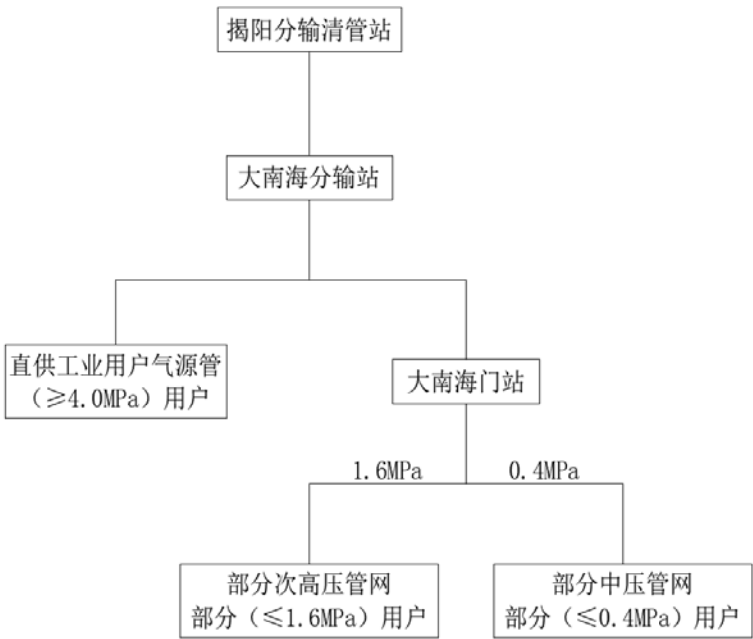 揭阳分输清管站
大南海分输站
直供工业用户气源管
（≥4.0MPa）用户
大南海门站
1.6MPa
0.4MPa
部分次高压管网
部分（≤1.6MPa）用户
部分中压管网
部分（≤0.4MPa）用户